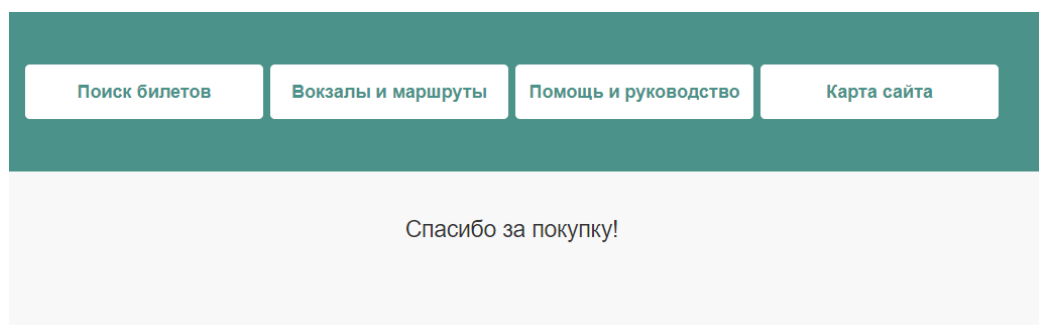 Поиск билетов
Вокзалы и маршруты
Помощь и руководство
Карта сайта
Спасибо за покупку!